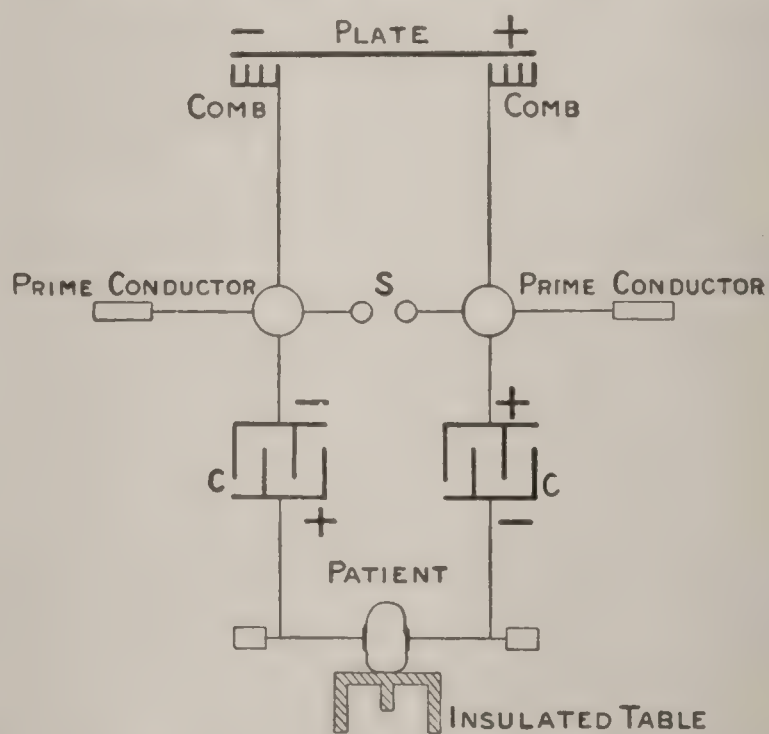 − PLATE +
COMB COMB
PRIME CONDUCTOR S PRIME CONDUCTOR
− +
C C
+ −
PATIENT
INSULATED TABLE